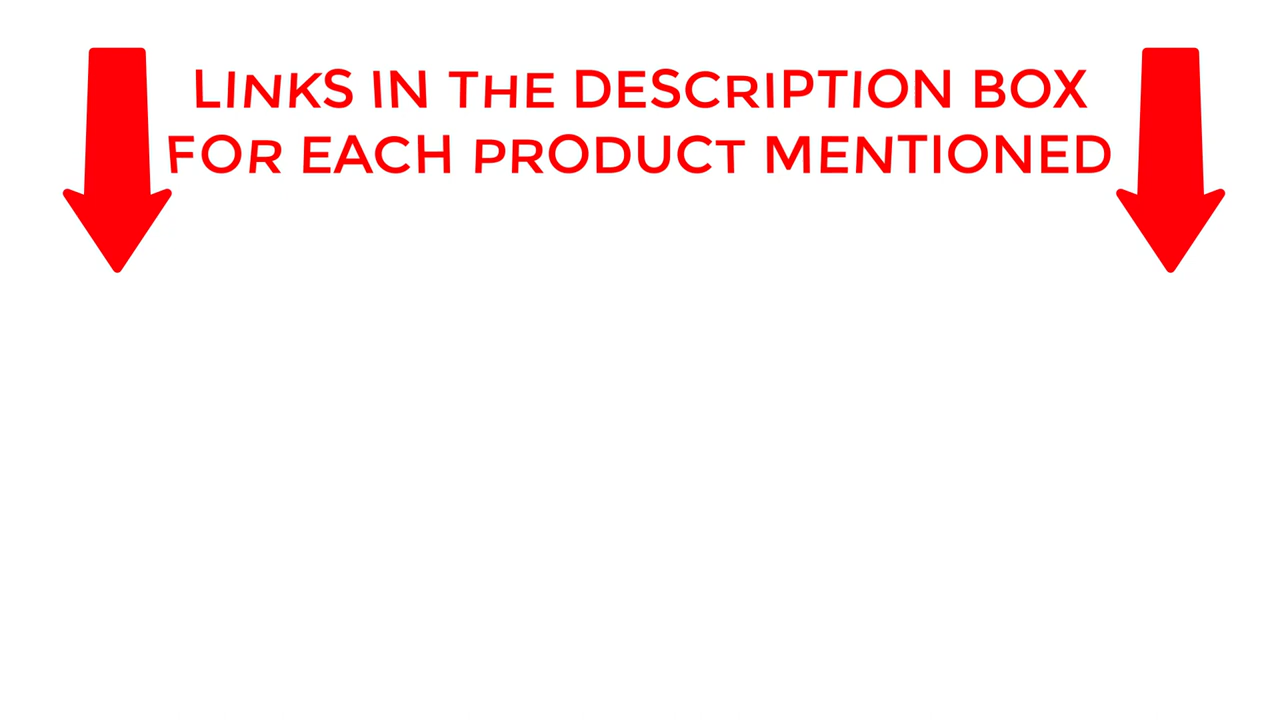 LINKS IN THE DESCRIPTION BOX
FOR EACH PRODUCT MENTIONED